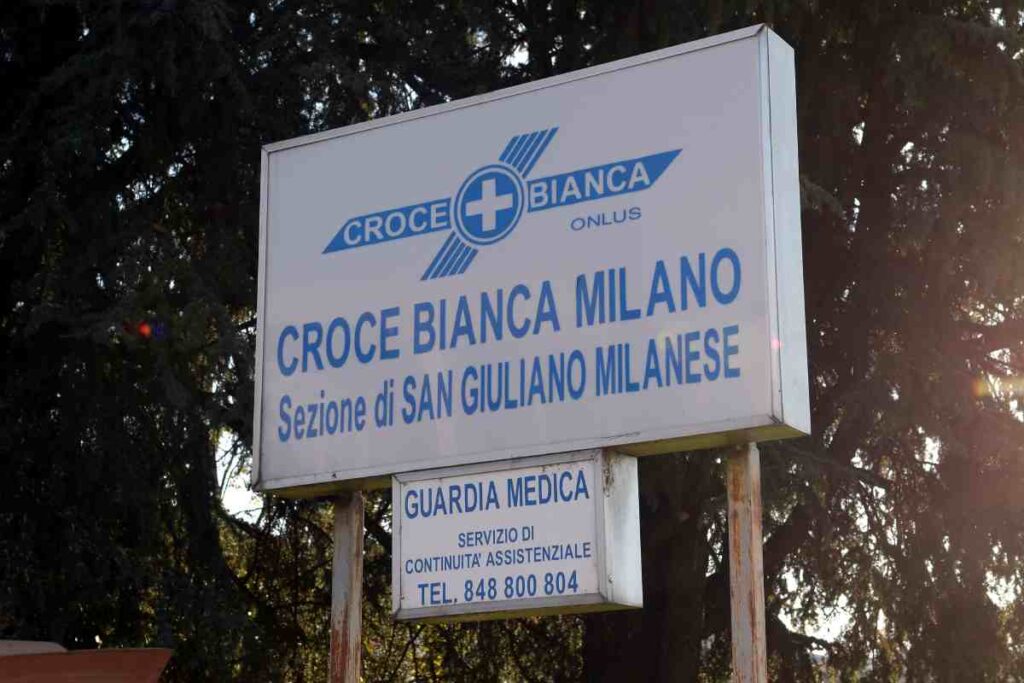 CROCE BIANCA
ONLUS
CROCE BIANCA MILANO
Sezione di SAN GIULIANO MILANESE
GUARDIA MEDICA
SERVIZIO DI
CONTINUITA' ASSISTENZIALE
TEL. 848 800 804